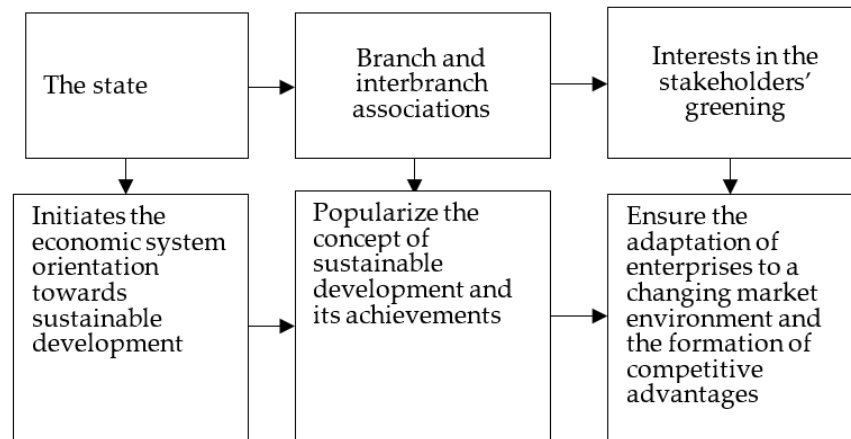 The state
Branch and
interbranch
associations
Interests in the
stakeholders’
greening
Initiates the
economic system
orientation
towards
sustainable
development
Popularize the
concept of
sustainable
development and
its achievements
Ensure the
adaptation of
enterprises to a
changing market
environment and
the formation of
competitive
advantages